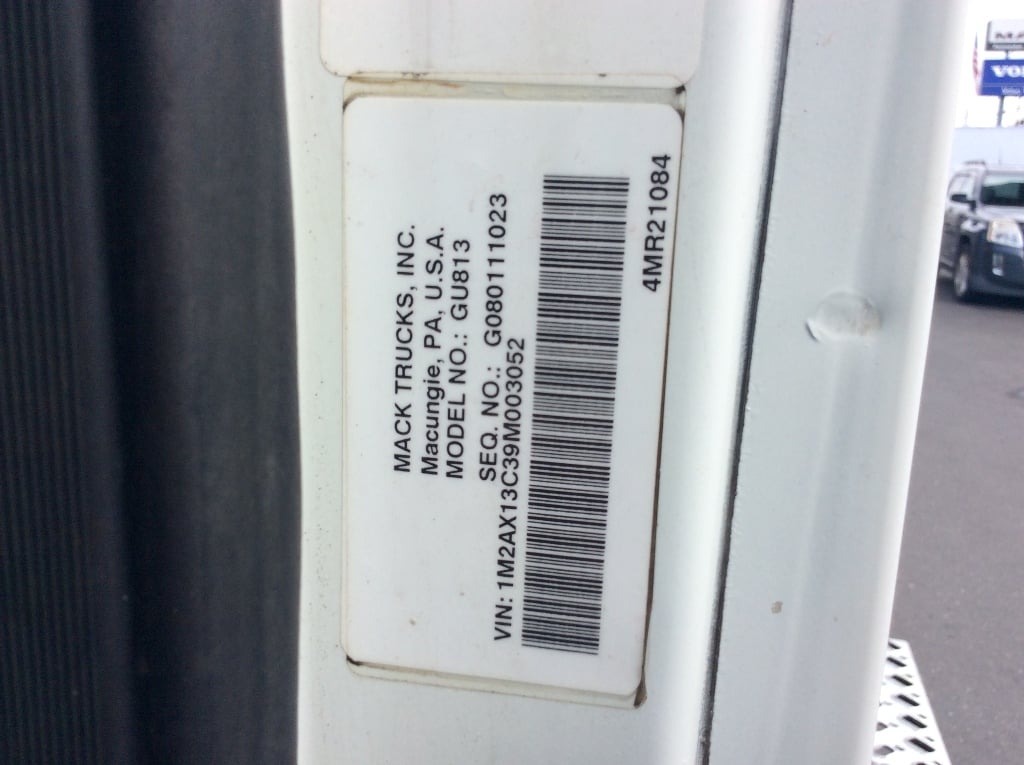 MACK TRUCKS, INC.
Macungie, PA, U.S.A.
MODEL NO.: GU813
SEQ. NO.: G080111023
VIN: 1M2AX13C39M003052
4MR21084